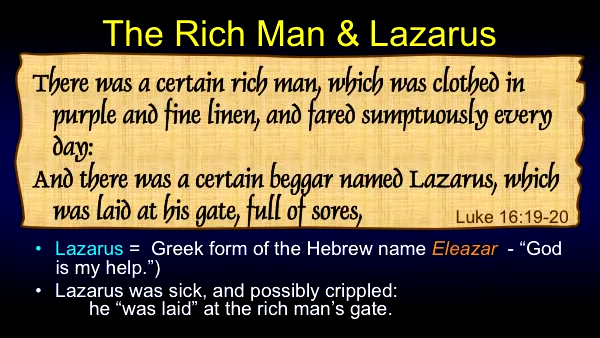 The Rich Man & Lazarus
There was a certain rich man, which was clothed in
purple and fine linen, and fared sumptuously every
day:
And there was a certain beggar named Lazarus, which
was laid at his gate, full of sores,
Luke 16:19-20
• Lazarus = Greek form of the Hebrew name Eleazar - “God
is my help.”)
• Lazarus was sick, and possibly crippled:
he “was laid” at the rich man’s gate.